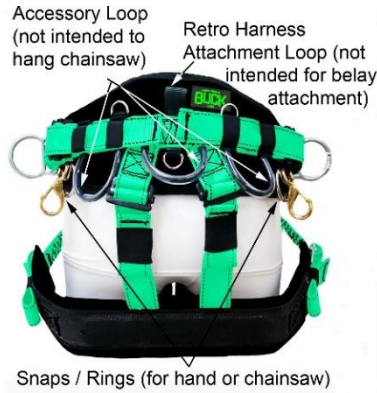 Accessory Loop
(not intended to
hang chainsaw)
Retro Harness
Attachment Loop (not
intended for belay
attachment)
BUCK
Snaps / Rings (for hand or chainsaw)